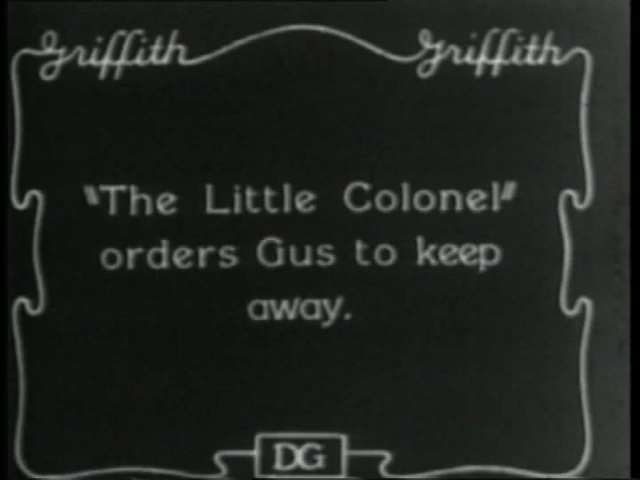 Griffith Griffith
"The Little Colonel"
orders Gus to keep
away.
DG